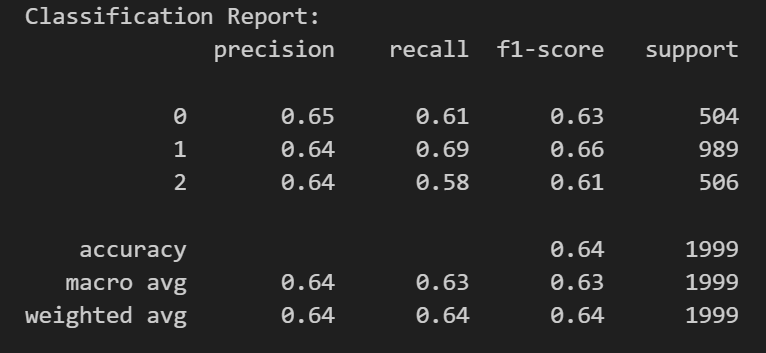 Classification Report:
precision recall f1-score support
0 0.65 0.61 0.63 504
1 0.64 0.69 0.66 989
2 0.64 0.58 0.61 506
accuracy 0.64 1999
macro avg 0.64 0.63 0.63 1999
weighted avg 0.64 0.64 0.64 1999